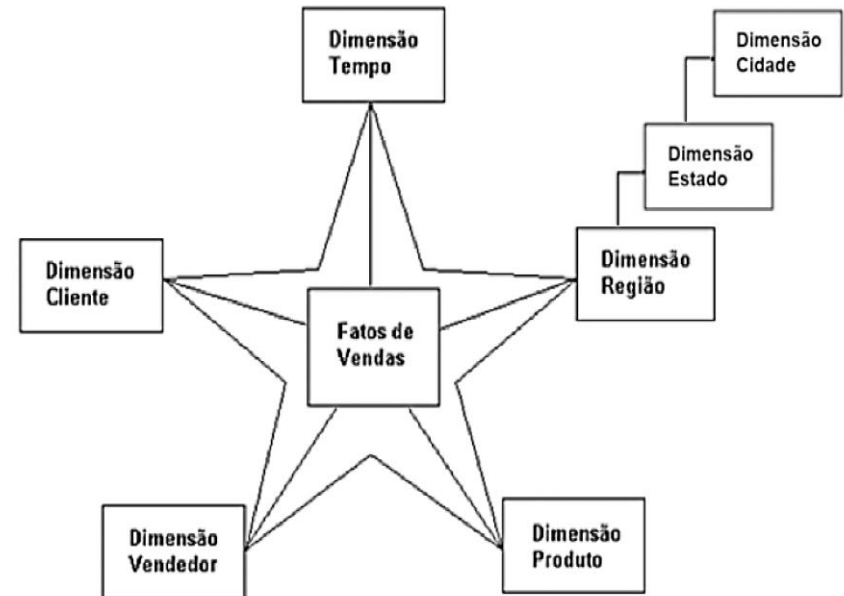 Dimensão
Tempo
Dimensão
Cidade
Dimensão
Estado
Dimensão
Cliente
Dimensão
Região
Fatos de
Vendas
Dimensão
Vendedor
Dimensão
Produto